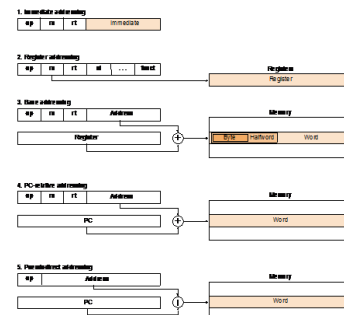 1. Immediate addressing
op rs rt Immediate
2. Register addressing
op rs rt rd ... funct Registers
Register
3. Base addressing
op rs rt Address Memory
Register + Byte Halfword Word
4. PC-relative addressing
op rs rt Address Memory
PC + Word
5. Pseudodirect addressing
op Address Memory
PC Word